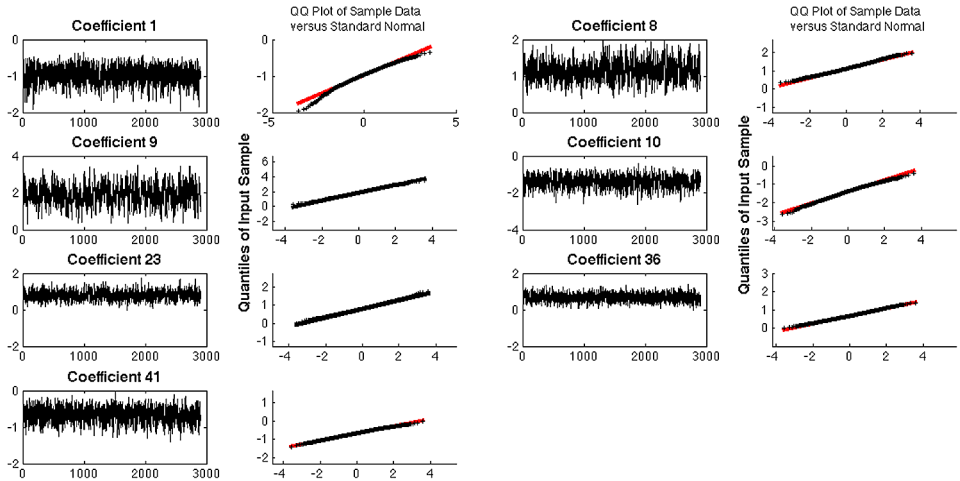 Coefficient 1
0
-1
-2
0 1000 2000 3000
QQ Plot of Sample Data
versus Standard Normal
0
-1
-2
-5 0 5
Coefficient 8
2
1
0
0 1000 2000 3000
QQ Plot of Sample Data
versus Standard Normal
2
1
0
-4 -2 0 2 4
Coefficient 9
4
2
0
0 1000 2000 3000
Quantiles of Input Sample
6
4
2
0
-2
-4 -2 0 2 4
Coefficient 10
0
-2
-4
0 1000 2000 3000
Quantiles of Input Sample
0
-1
-2
-3
-4 -2 0 2 4
Coefficient 23
2
0
-2
0 1000 2000 3000
2
1
0
-1
-4 -2 0 2 4
Coefficient 36
2
0
-2
0 1000 2000 3000
3
2
1
0
-4 -2 0 2 4
Coefficient 41
0
-1
-2
0 1000 2000 3000
1
0
-1
-2
-4 -2 0 2 4